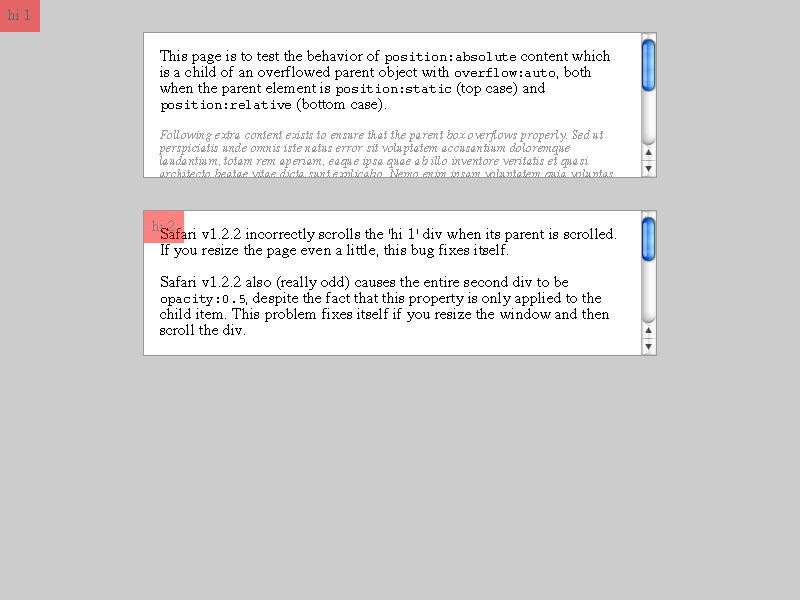 hi 1
This page is to test the behavior of position:absolute content which
is a child of an overflowed parent object with overflow:auto, both
when the parent element is position:static (top case) and
position:relative (bottom case).
Following extra content exists to ensure that the parent box overflows properly. Sed ut
perspiciatis unde omnis iste natus error sit voluptatem accusantium doloremque
laudantium, totam rem aperiam, eaque ipsa quae ab illo inventore veritatis et quasi
architecto beatae vitae dicta sunt explicabo. Nemo enim ipsam voluptatem quia voluptas
hi 2
Safari v1.2.2 incorrectly scrolls the 'hi 1' div when its parent is scrolled.
If you resize the page even a little, this bug fixes itself.
Safari v1.2.2 also (really odd) causes the entire second div to be
opacity:0.5, despite the fact that this property is only applied to the
child item. This problem fixes itself if you resize the window and then
scroll the div.